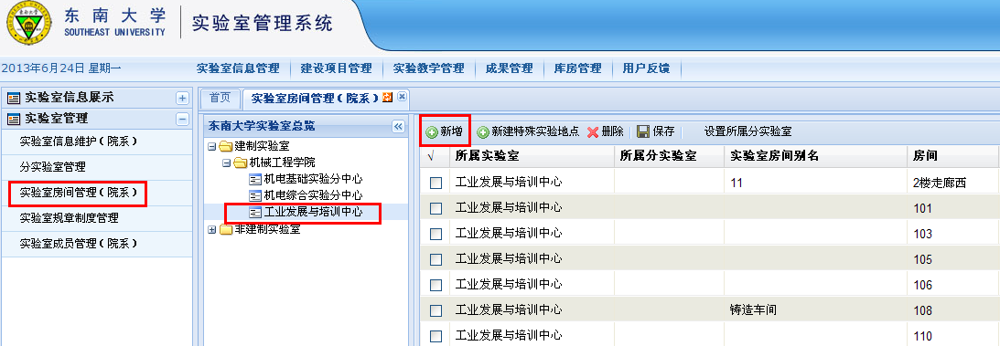 东南大学
SOUTHEAST UNIVERSITY
实验室管理系统
2013年6月24日 星期一
实验室信息管理 建设项目管理 实验教学管理 成果管理 库房管理 用户反馈
实验室信息展示
实验室管理
实验室信息维护(院系)
分实验室管理
实验室房间管理(院系)
实验室规章制度管理
实验室成员管理(院系)
首页 实验室房间管理(院系)
东南大学实验室总览
建制实验室
机械工程学院
机电基础实验分中心
机电综合实验分中心
工业发展与培训中心
非建制实验室
新增 新建特殊实验地点 删除 保存 设置所属分实验室
√ 所属实验室 所属分实验室 实验室房间别名 房间
工业发展与培训中心 11 2楼走廊西
工业发展与培训中心 101
工业发展与培训中心 103
工业发展与培训中心 105
工业发展与培训中心 106
工业发展与培训中心 铸造车间 108
工业发展与培训中心 110